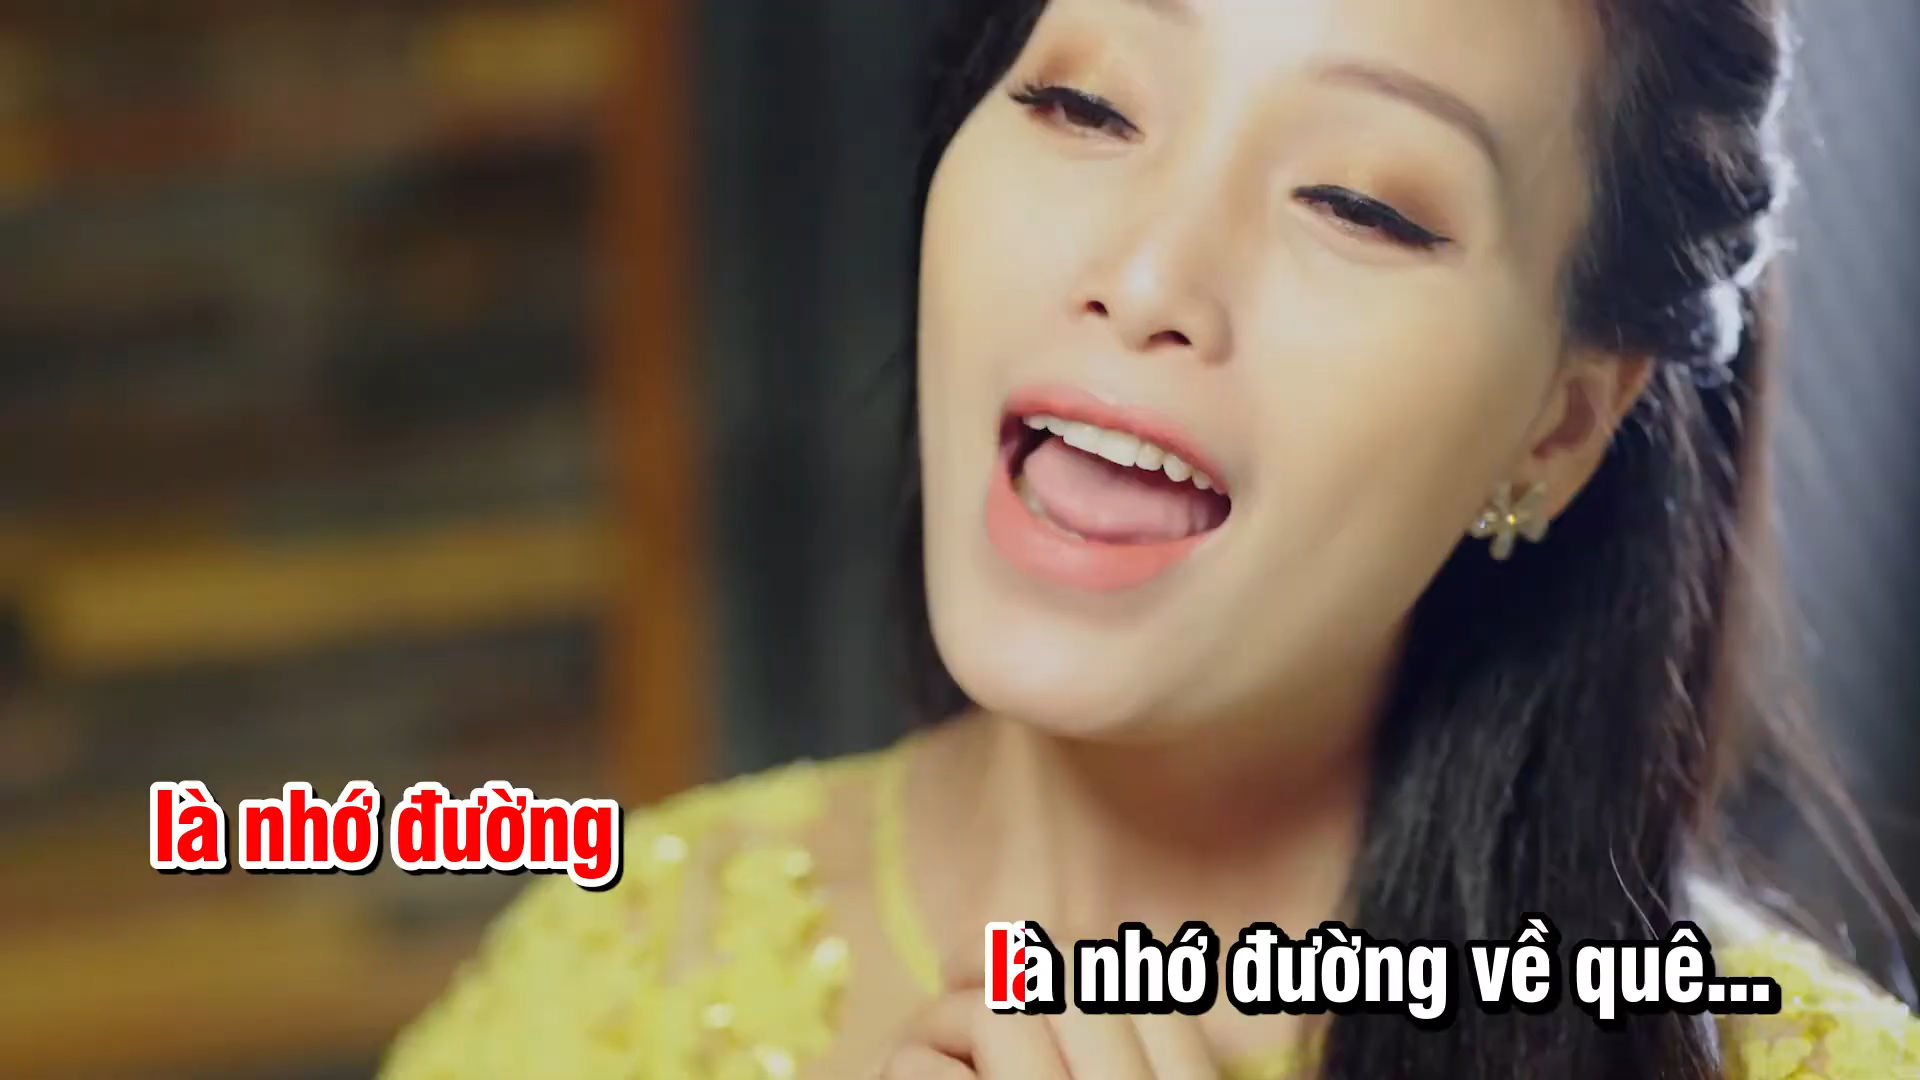 là nhớ đường
là nhớ đường về quê...